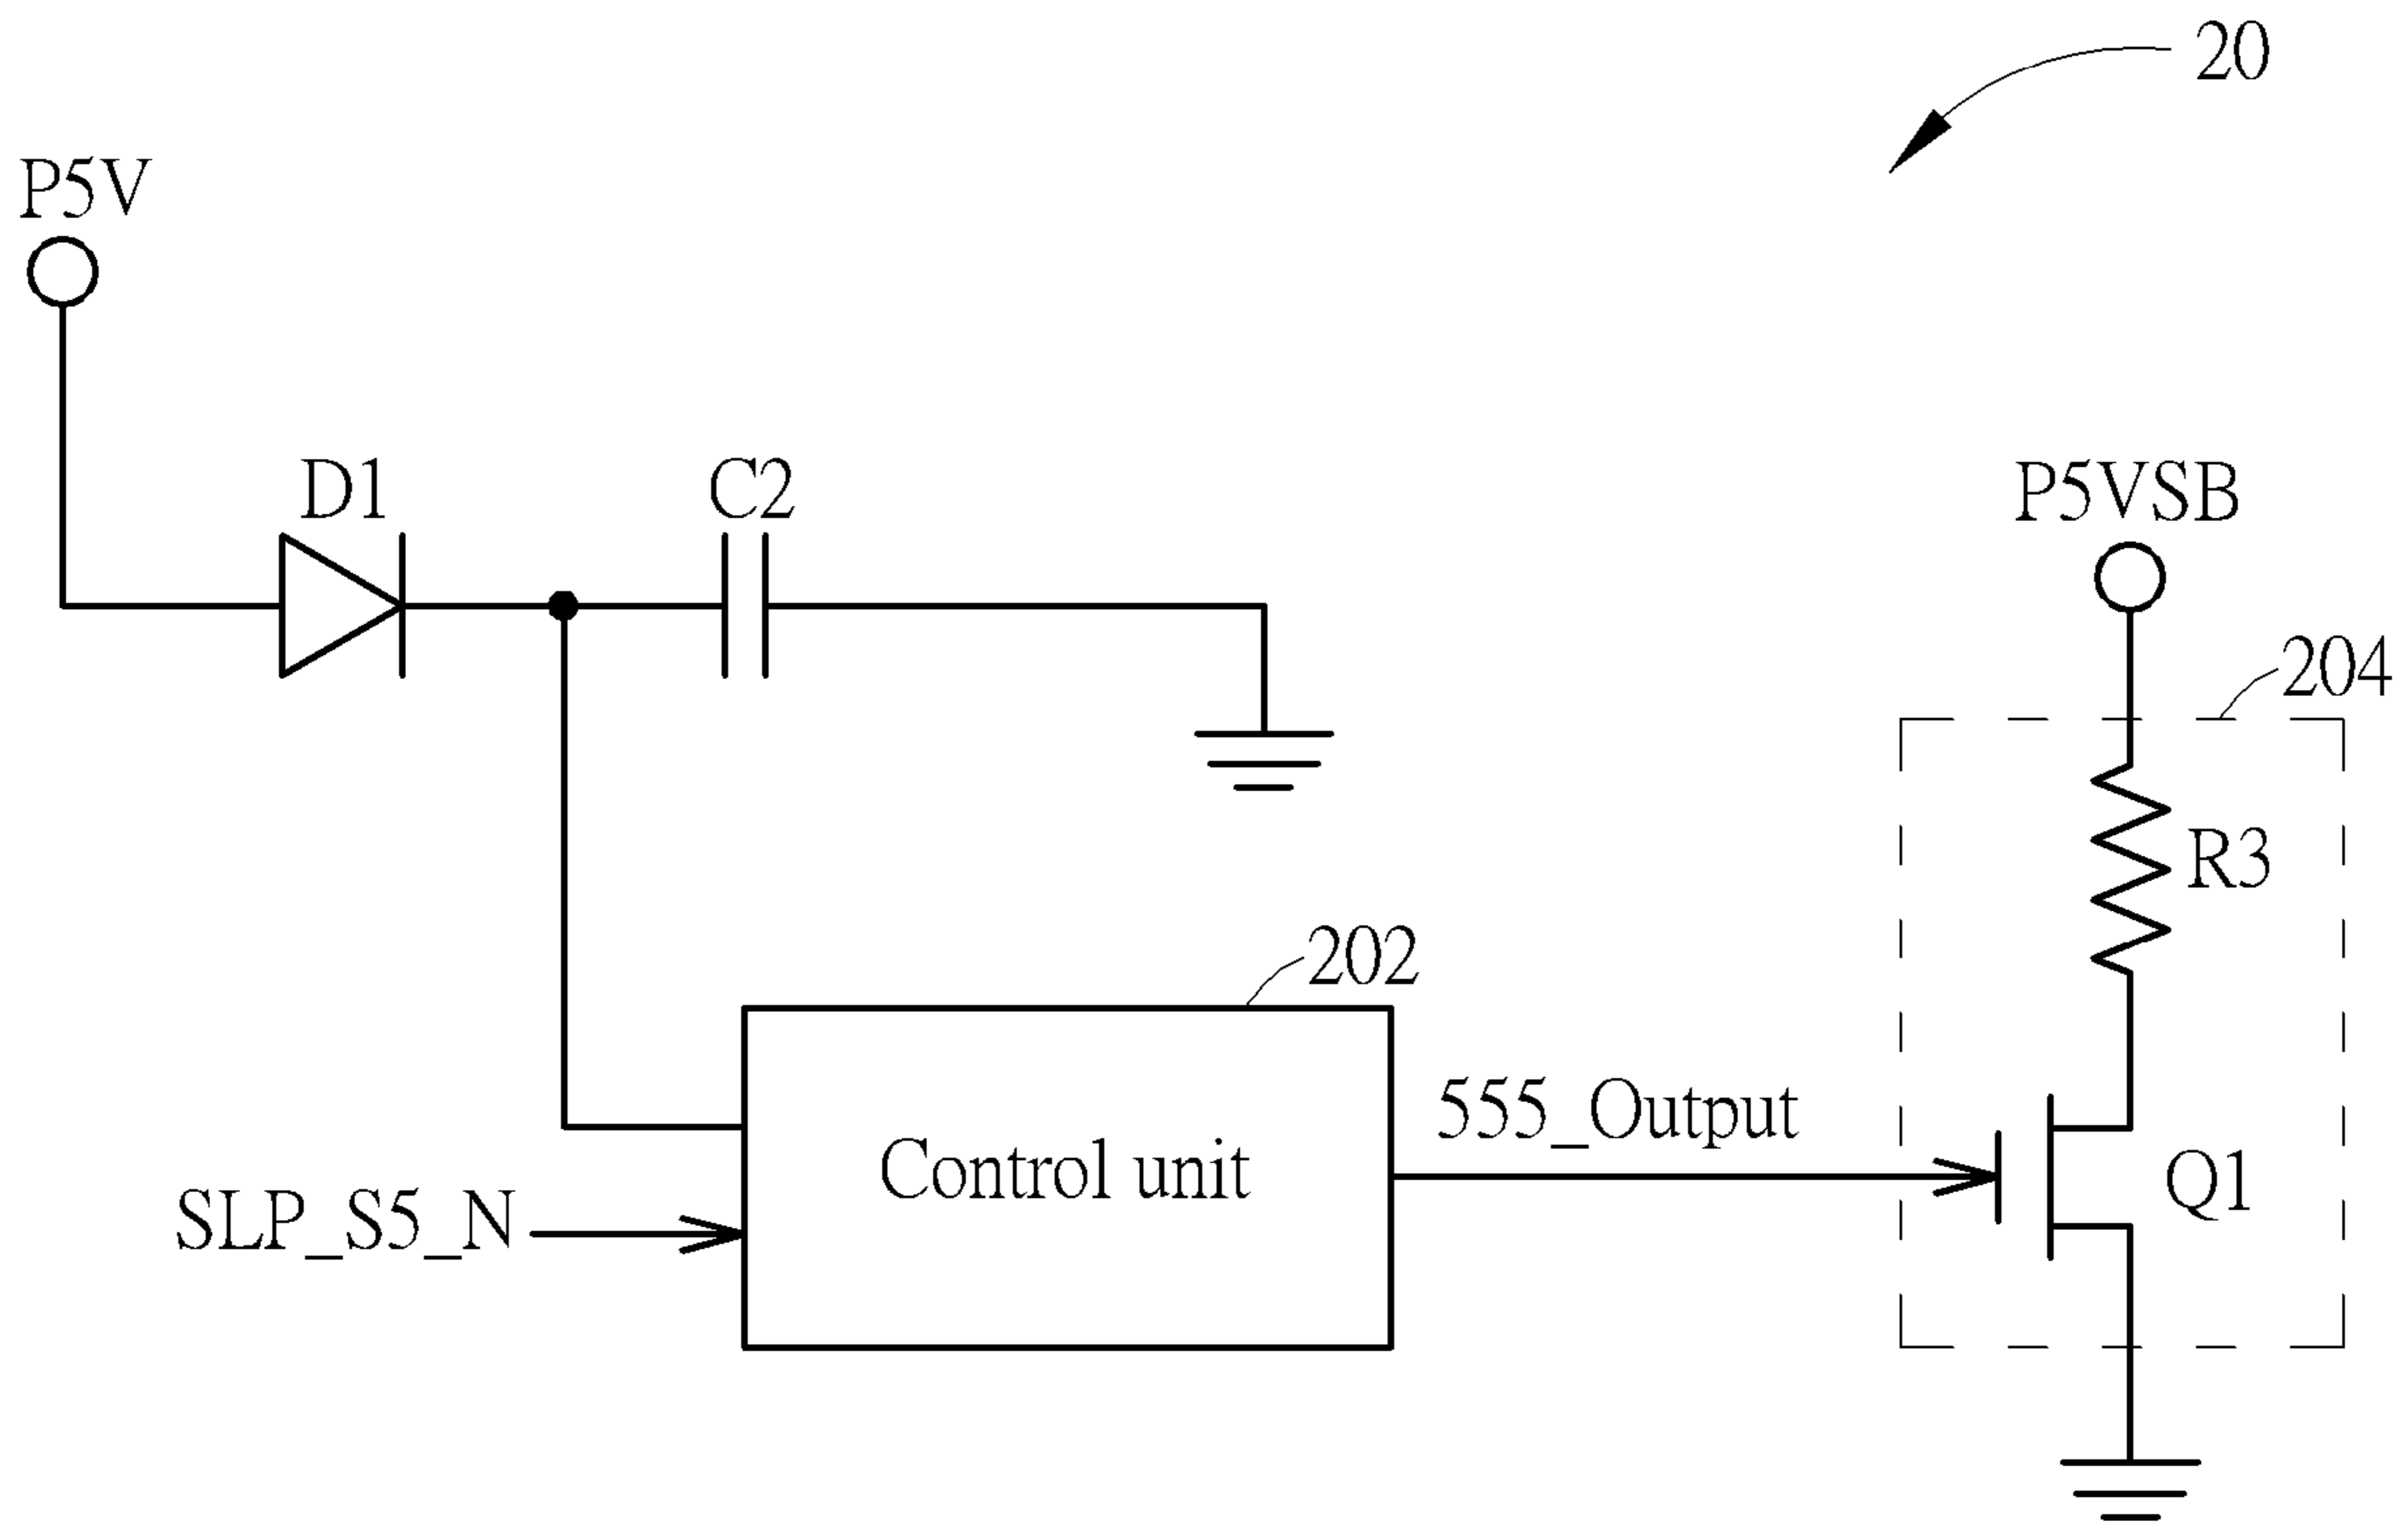 20
P5V
D1
C2
P5VSB
204
R3
202
555_Output
Control unit
Q1
SLP_S5_N